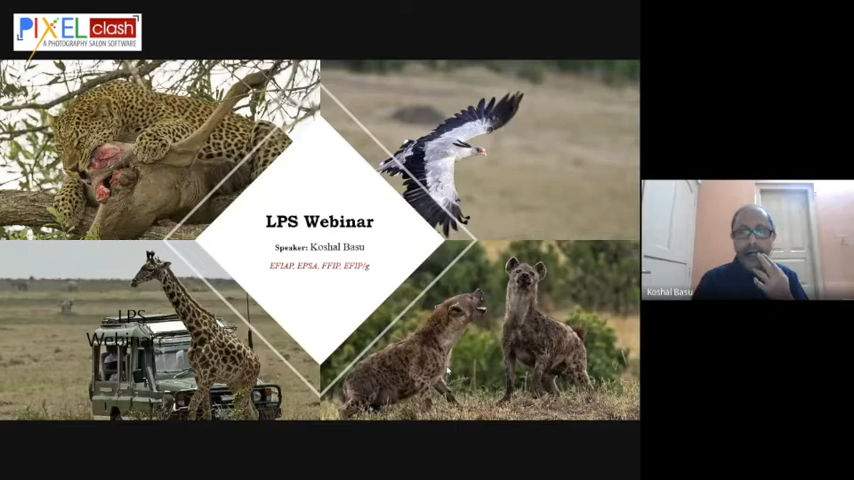 PIXEL clash
A PHOTOGRAPHY SALON SOFTWARE
LPS Webinar
Speaker: Koshal Basu
EFIAP, EPSA, FFIP, EFIP/g
LPS
Webinar
Koshal Basu